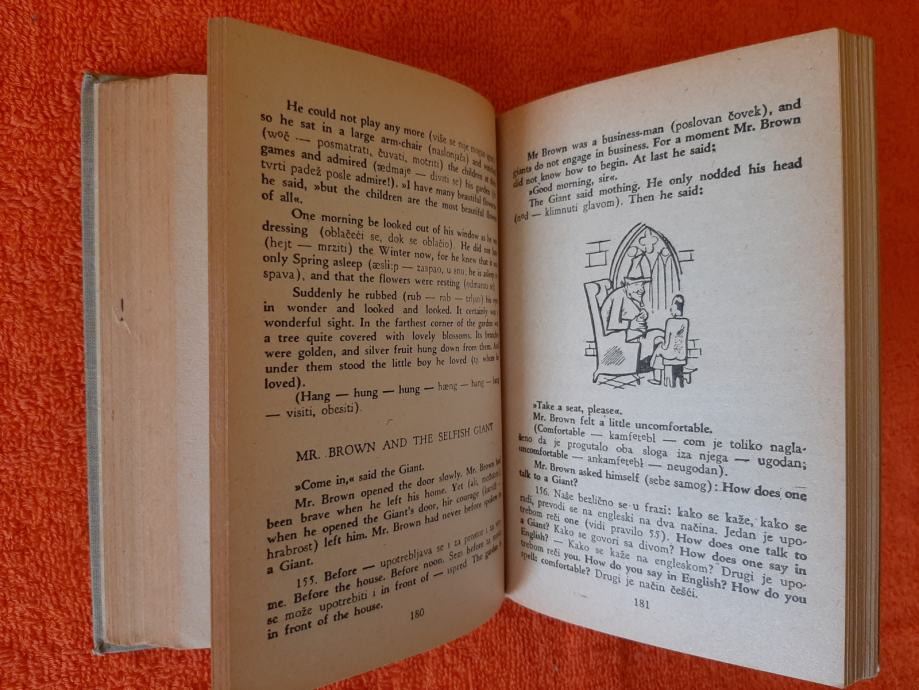 He could not play any more (više se nije mogao igrati),
so he sat in a large arm-chair (naslonjača) and watched
(woč — posmatrati, čuvati, motriti) the children at their
games and admired (ædmaje — diviti se) his garden
tvrti padež posle admire!). »I have many beautiful flowers«
he said, »but the children are the most beautiful flowers
of all«.
One morning be looked out of his window as he was
dressing (oblačeći se, dok se oblačio). He did not hate
(hejt — mrziti) the Winter now, for he knew that it was
only Spring asleep (æsli:p — zaspao, u snu, he is asleep
spava), and that the flowers were resting (odmarati se).
Suddenly he rubbed (rub — rab — trljati) his eyes
in wonder and looked and looked. It certainly was a
wonderful sight. In the farthest corner of the garden was
a tree quite covered with lovely blossoms. Its branches
were golden, and silver fruit hung down from them. And
under them stood the little boy he loved (whom he
loved).
(Hang — hung — hung — hæng — hang — hang
— visiti, obesiti).
MR. BROWN AND THE SELFISH GIANT
»Come in,« said the Giant.
Mr. Brown opened the door slowly. Mr. Brown had
been brave when he left his home. Yet (ali, međutim)
when he opened the Giant's door, hir courage
hrabrost) left him. Mr. Brown had never before spoken to
a Giant.
155. Before — upotrebljava se i za prostor i za vre-
me. Before the house. Before noon. Sem before za
se može upotrebiti i in front of — ispred. The garden
in front of the house.
180
Mr Brown was a business-man (poslovan čovek), and
giants do not engage in business. For a moment Mr. Brown
did not know how to begin. At last he said:
»Good morning, sir«.
The Giant said mothing. He only nodded his head
(nod — klimnuti glavom). Then he said:
»Take a seat, please«.
Mr. Brown felt a little uncomfortable.
(Comfortable — kamfətəbl — com je toliko nagla-
šeno da je progutalo oba sloga iza njega — ugodan;
uncomfortable — ankamfətəbl — neugodan).
Mr. Brown asked himself (sebe samog): How does one
talk to a Giant?
156. Naše bezlično se u frazi: kako se kaže, kako se
radi, prevodi se na engleski na dva načina. Jedan je upo-
trebom reči one (vidi pravilo 55). How does one talk to
a Giant? Kako se govori sa divom? How does one say in
English? — Kako se kaže na engleskom? Drugi je upo-
trebom reči you. How do you say in English? How do you
spell comfortable? Drugi je način češći.
181